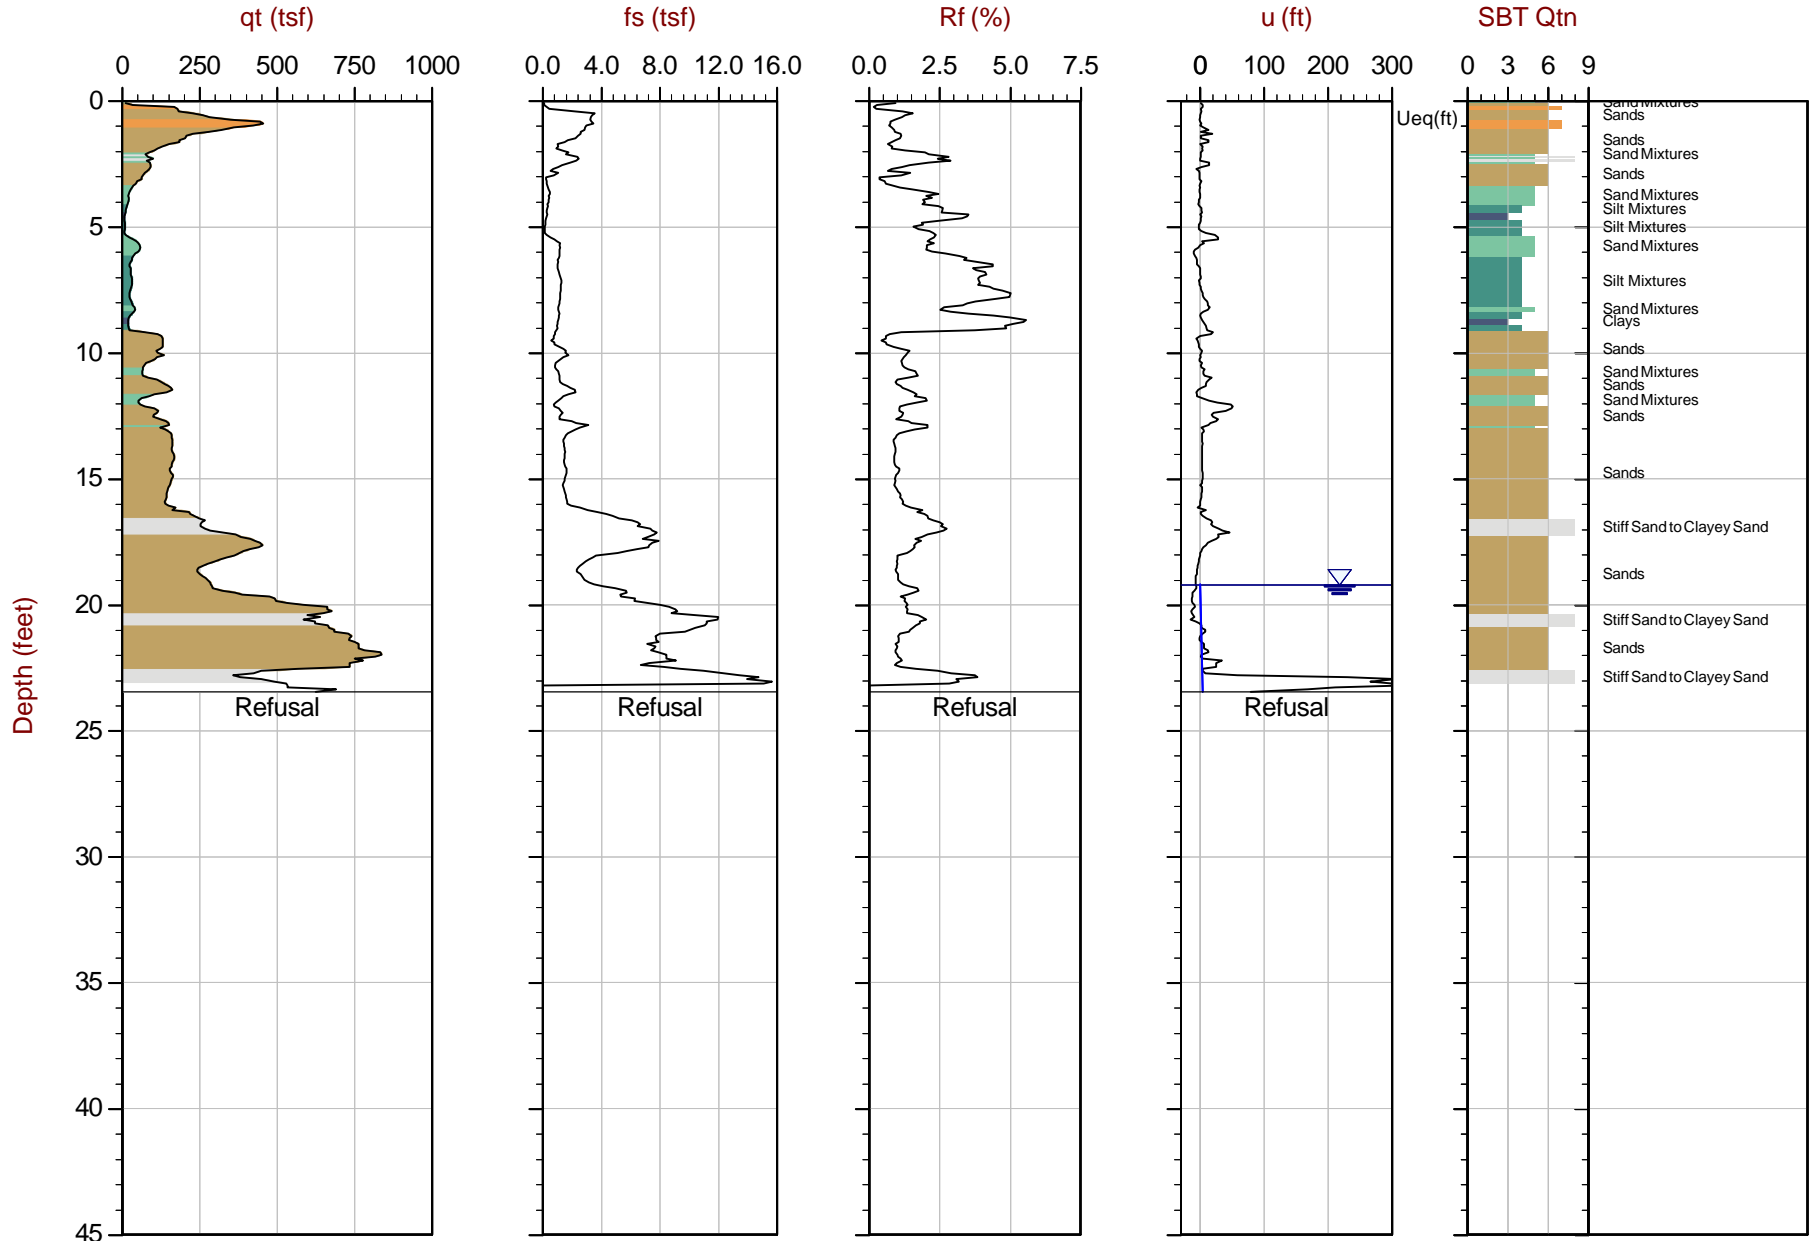 qt (tsf) fs (tsf) Rf (%) u (ft) SBT Qtn
0 250 500 750 1000 0.0 4.0 8.0 12.0 16.0 0.0 2.5 5.0 7.5 0 100 200 300 0 3 6 9
0
Sand Mixtures
Ueq(ft)
Sands
Sands
Sand Mixtures
Sands
Sand Mixtures
Silt Mixtures
5
Silt Mixtures
Sand Mixtures
Silt Mixtures
Sand Mixtures
Clays
10
Sands
Sand Mixtures
Sands
Sand Mixtures
Sands
15
Sands
Stiff Sand to Clayey Sand
Sands
20
Stiff Sand to Clayey Sand
Sands
Stiff Sand to Clayey Sand
Depth (feet)
Refusal Refusal Refusal Refusal
25
30
35
40
45